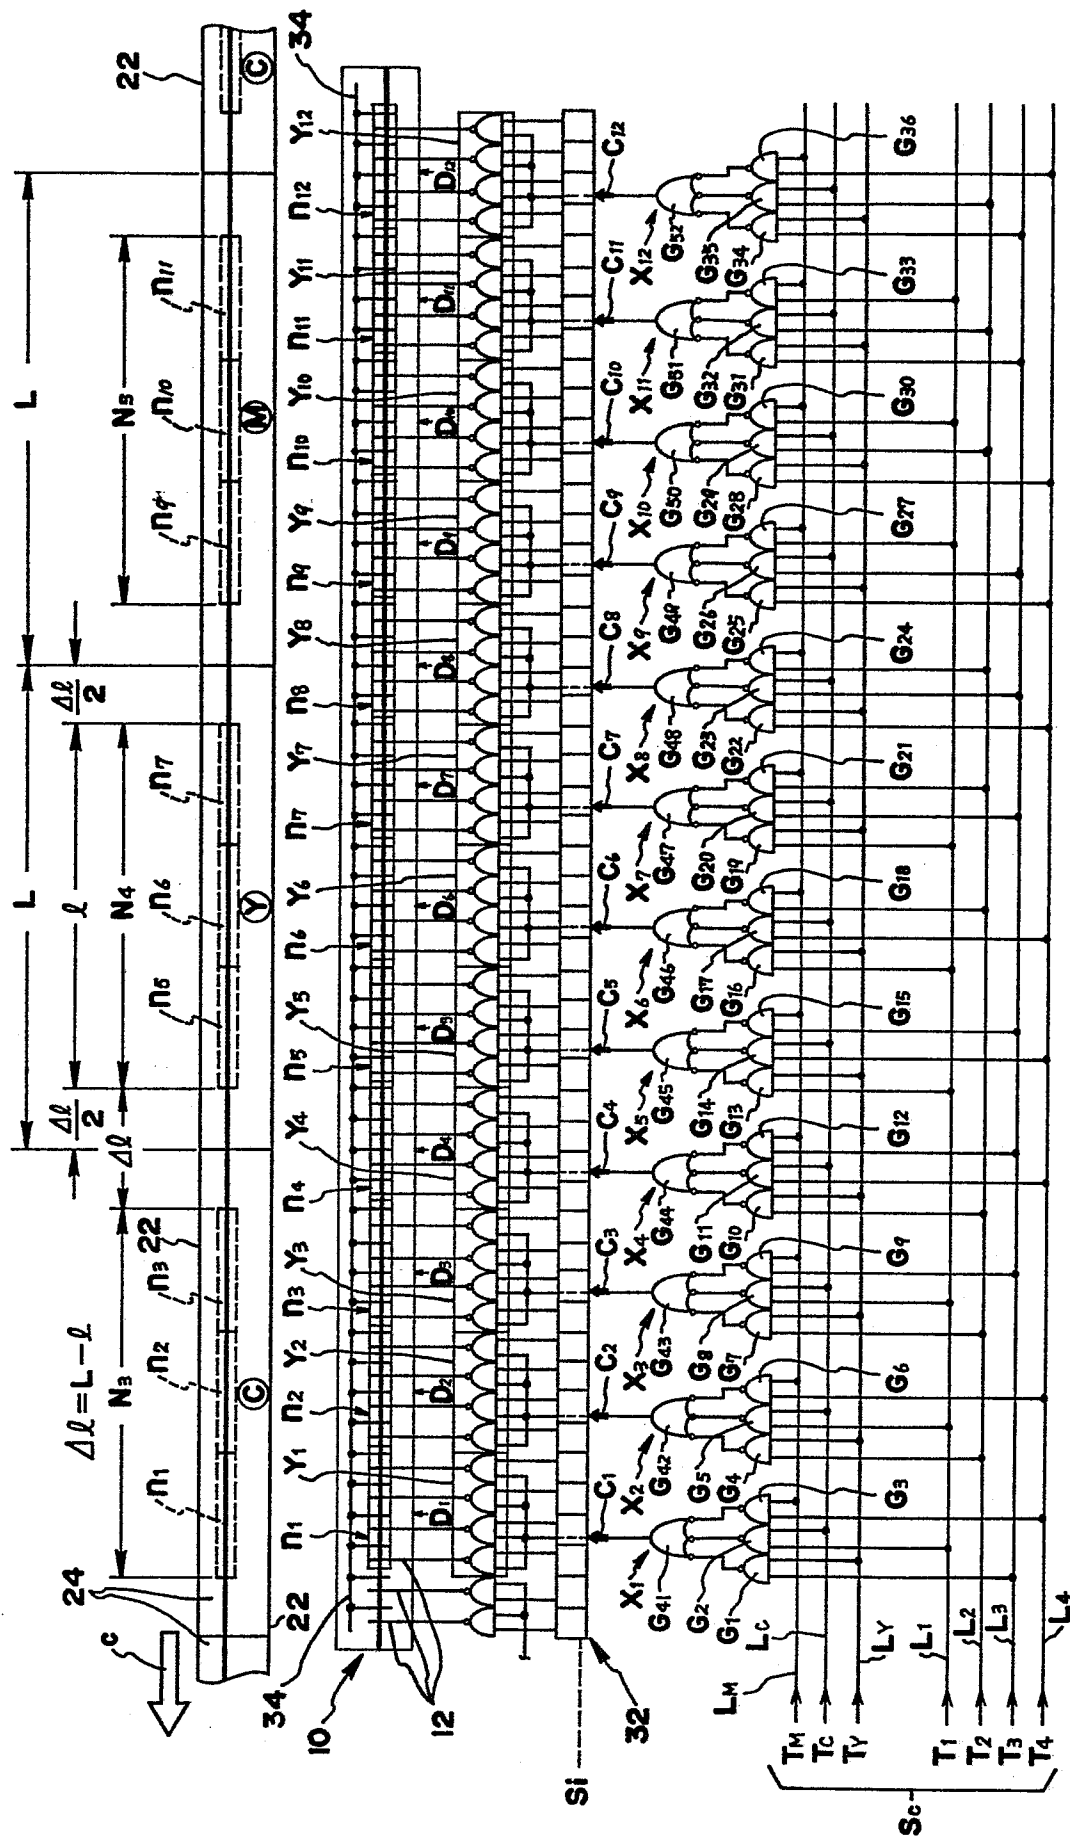 c
24
22
Δℓ=L-ℓ
N3
n1
n2
n3
22
C
Δℓ
Δℓ/2
L
ℓ
N4
n5
n6
n7
Y
Δℓ/2
L
N5
n9
n10
n11
M
22
C
34
10
12
n1
Y1
n2
Y2
n3
Y3
n4
Y4
n5
Y5
n6
Y6
n7
Y7
n8
Y8
n9
Y9
n10
Y10
n11
Y11
n12
Y12
34
D1
D2
D3
D4
D5
D6
D7
D8
D9
D10
D11
D12
Si
32
C1
C2
C3
C4
C5
C6
C7
C8
C9
C10
C11
C12
X1
X2
X3
X4
X5
X6
X7
X8
X9
X10
X11
X12
G41
G42
G43
G44
G45
G46
G47
G48
G49
G50
G51
G52
G1
G2
G3
G4
G5
G6
G7
G8
G9
G10
G11
G12
G13
G14
G15
G16
G17
G18
G19
G20
G21
G22
G23
G24
G25
G26
G27
G28
G29
G30
G31
G32
G33
G34
G35
G36
Sc
TM
LM
TC
LC
TY
LY
T1
L1
T2
L2
T3
L3
T4
L4